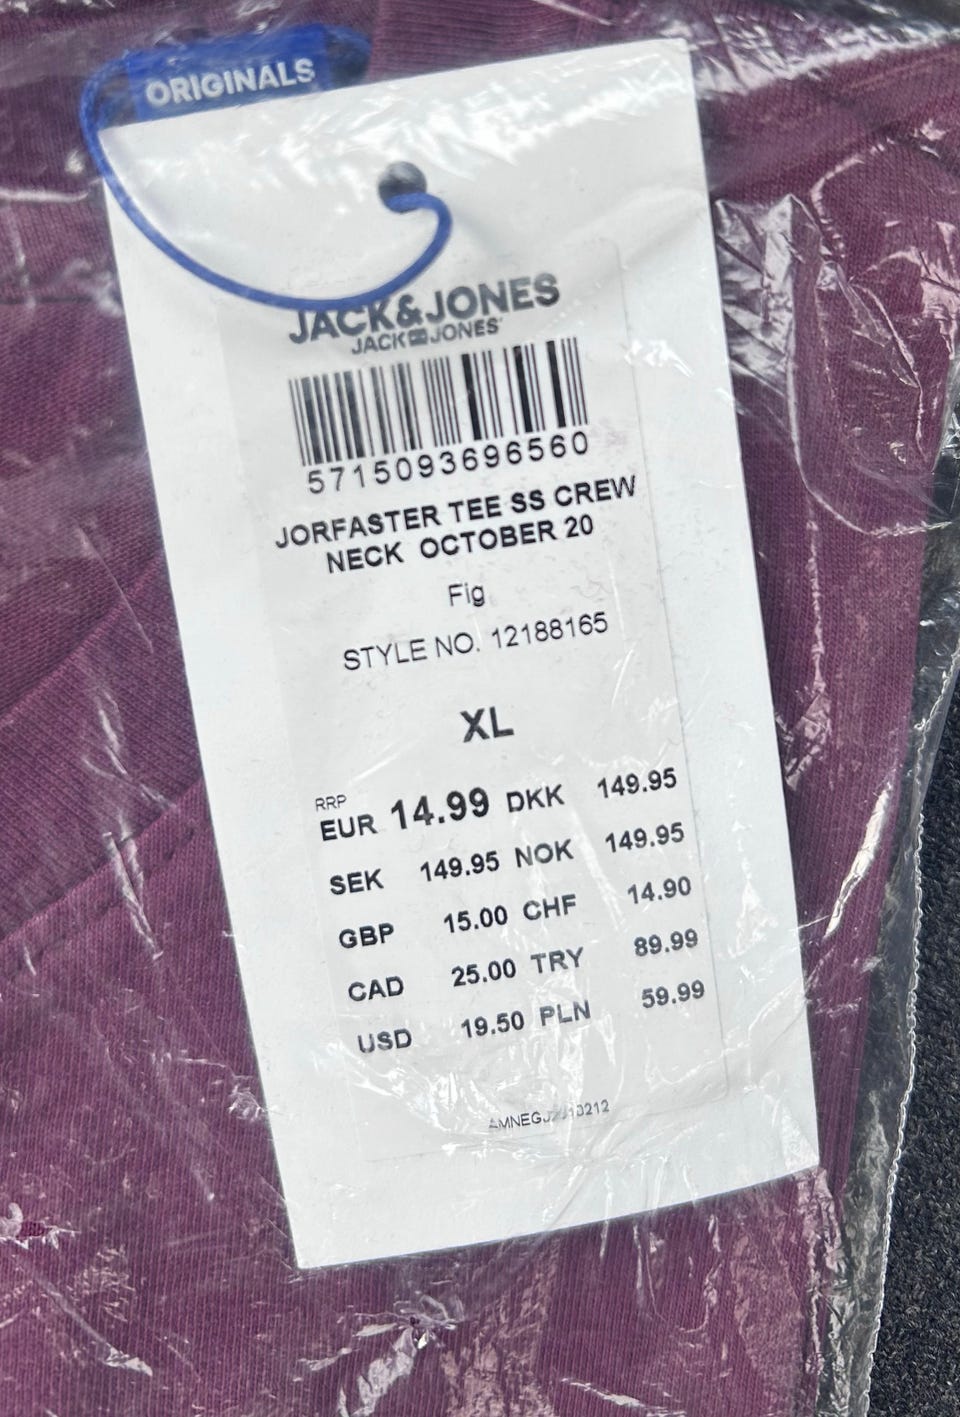 ORIGINALS
JACK&JONES
JACK JONES
5715093696560
JORFASTER TEE SS CREW
NECK OCTOBER 20
Fig
STYLE NO. 12188165
XL
RRP
EUR 14.99 DKK 149.95
SEK 149.95 NOK 149.95
GBP 15.00 CHF 14.90
CAD 25.00 TRY 89.99
USD 19.50 PLN 59.99